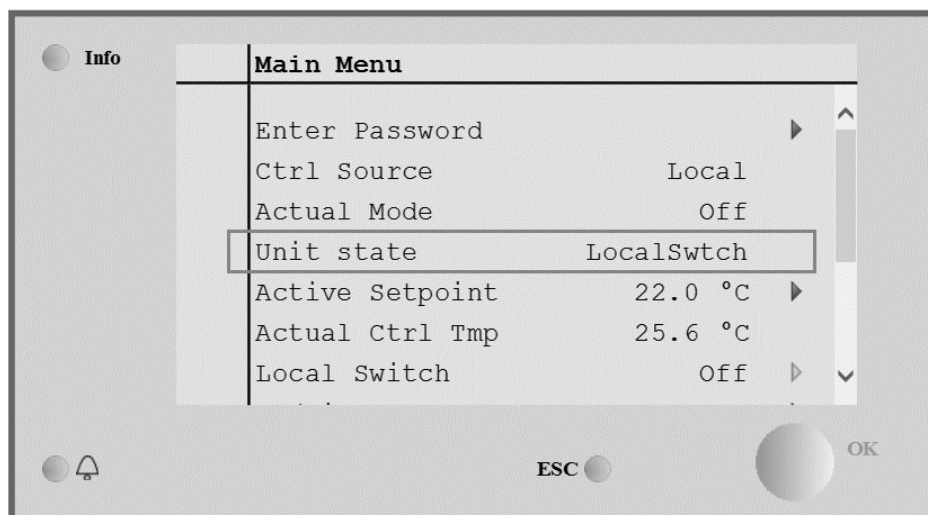 Info
Main Menu
Enter Password
Ctrl Source Local
Actual Mode Off
Unit state LocalSwtch
Active Setpoint 22.0 °C
Actual Ctrl Tmp 25.6 °C
Local Switch Off
ESC
OK